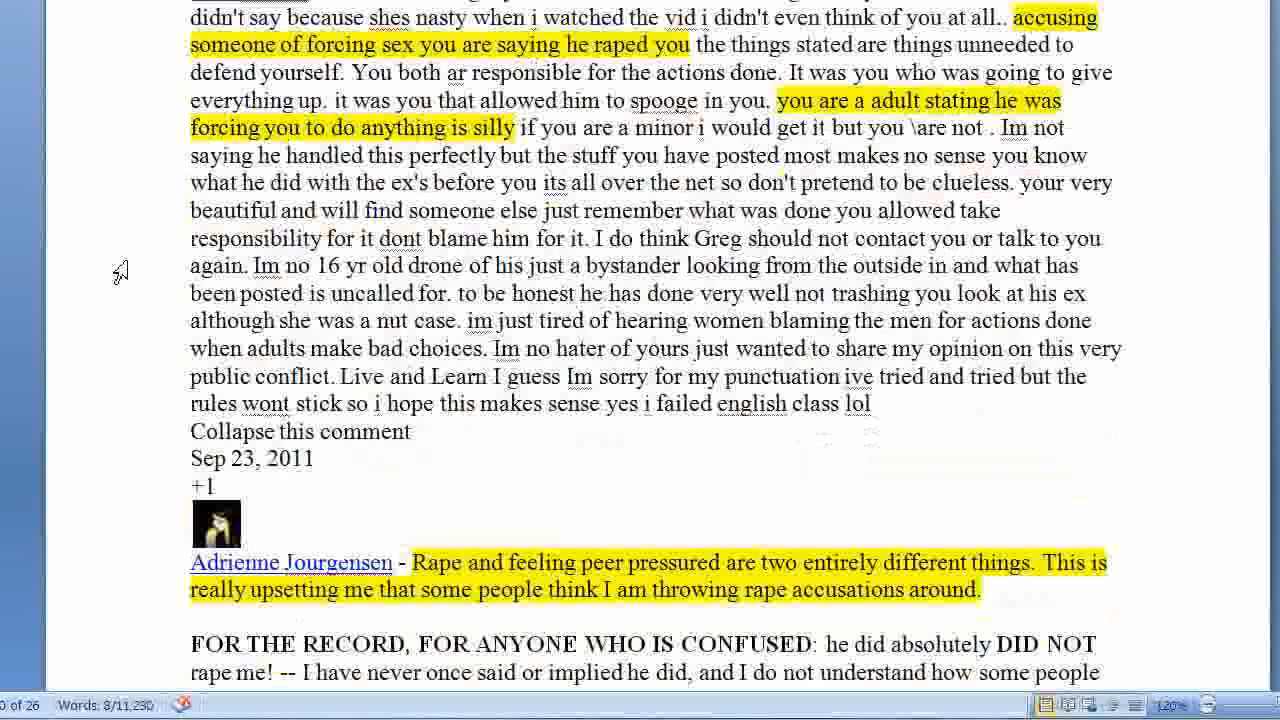 didn't say because shes nasty when i watched the vid i didn't even think of you at all.. accusing
someone of forcing sex you are saying he raped you the things stated are things unneeded to
defend yourself. You both ar responsible for the actions done. It was you who was going to give
everything up. it was you that allowed him to spooge in you. you are a adult stating he was
forcing you to do anything is silly if you are a minor i would get it but you \are not . Im not
saying he handled this perfectly but the stuff you have posted most makes no sense you know
what he did with the ex's before you its all over the net so don't pretend to be clueless. your very
beautiful and will find someone else just remember what was done you allowed take
responsibility for it dont blame him for it. I do think Greg should not contact you or talk to you
again. Im no 16 yr old drone of his just a bystander looking from the outside in and what has
been posted is uncalled for. to be honest he has done very well not trashing you look at his ex
although she was a nut case. im just tired of hearing women blaming the men for actions done
when adults make bad choices. Im no hater of yours just wanted to share my opinion on this very
public conflict. Live and Learn I guess Im sorry for my punctuation ive tried and tried but the
rules wont stick so i hope this makes sense yes i failed english class lol
Collapse this comment
Sep 23, 2011
+1
Adrienne Jourgensen - Rape and feeling peer pressured are two entirely different things. This is
really upsetting me that some people think I am throwing rape accusations around.
FOR THE RECORD, FOR ANYONE WHO IS CONFUSED: he did absolutely DID NOT
rape me! -- I have never once said or implied he did, and I do not understand how some people
0 of 26 Words: 8/11,230 120%